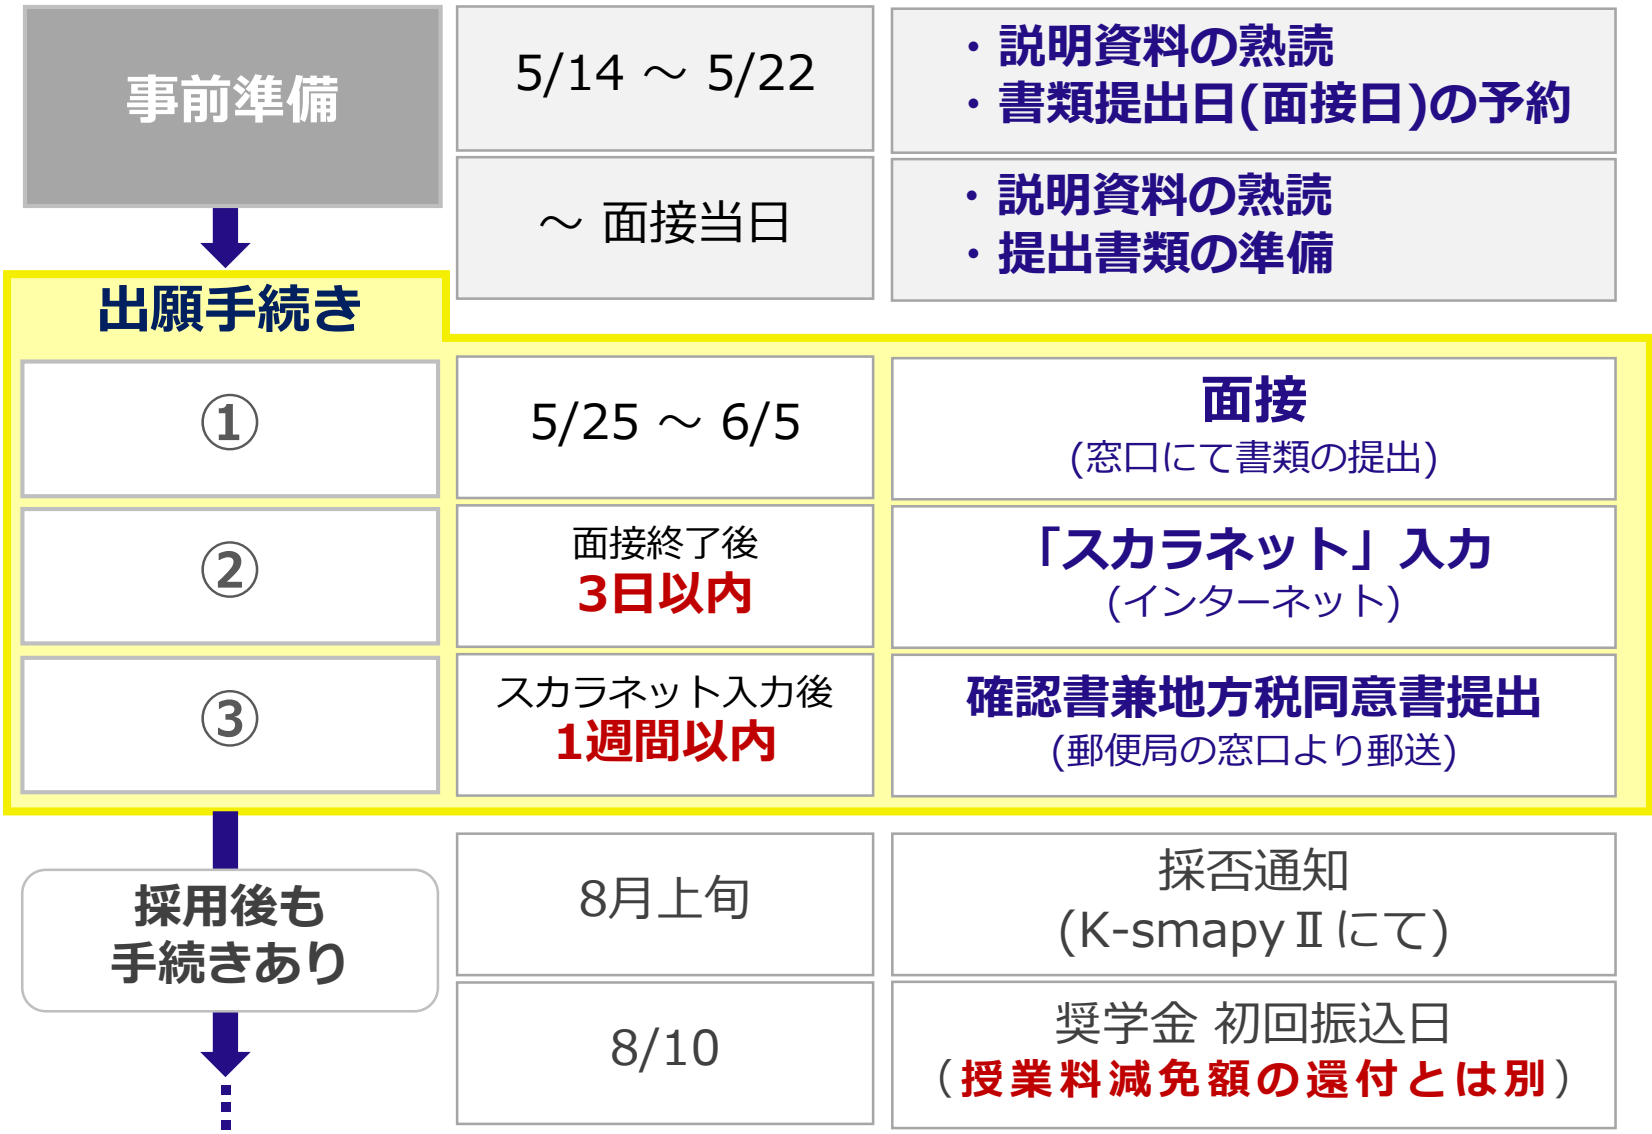 事前準備
5/14 ～ 5/22
・説明資料の熟読
・書類提出日(面接日)の予約
～ 面接当日
・説明資料の熟読
・提出書類の準備
出願手続き
①
5/25 ～ 6/5
面接
(窓口にて書類の提出)
②
面接終了後
3日以内
「スカラネット」入力
(インターネット)
③
スカラネット入力後
1週間以内
確認書兼地方税同意書提出
(郵便局の窓口より郵送)
採用後も
手続きあり
8月上旬
採否通知
(K-smapyⅡにて)
8/10
奨学金 初回振込日
（授業料減免額の還付とは別）